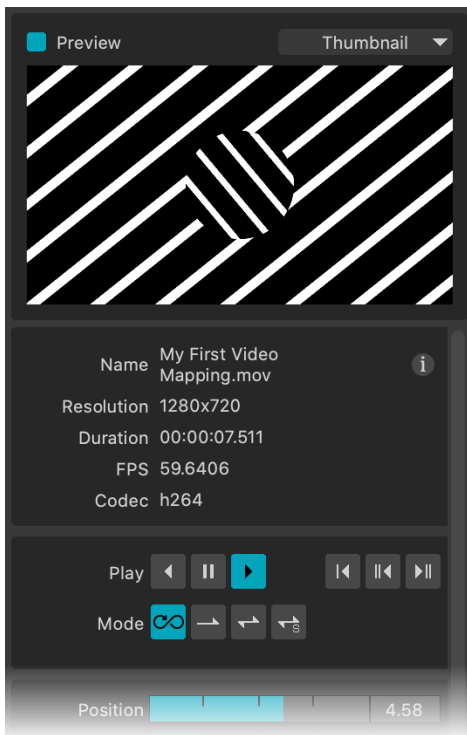 Preview Thumbnail
Name My First Video
Mapping.mov
Resolution 1280x720
Duration 00:00:07.511
FPS 59.6406
Codec h264
Play
Mode S
Position 4.58